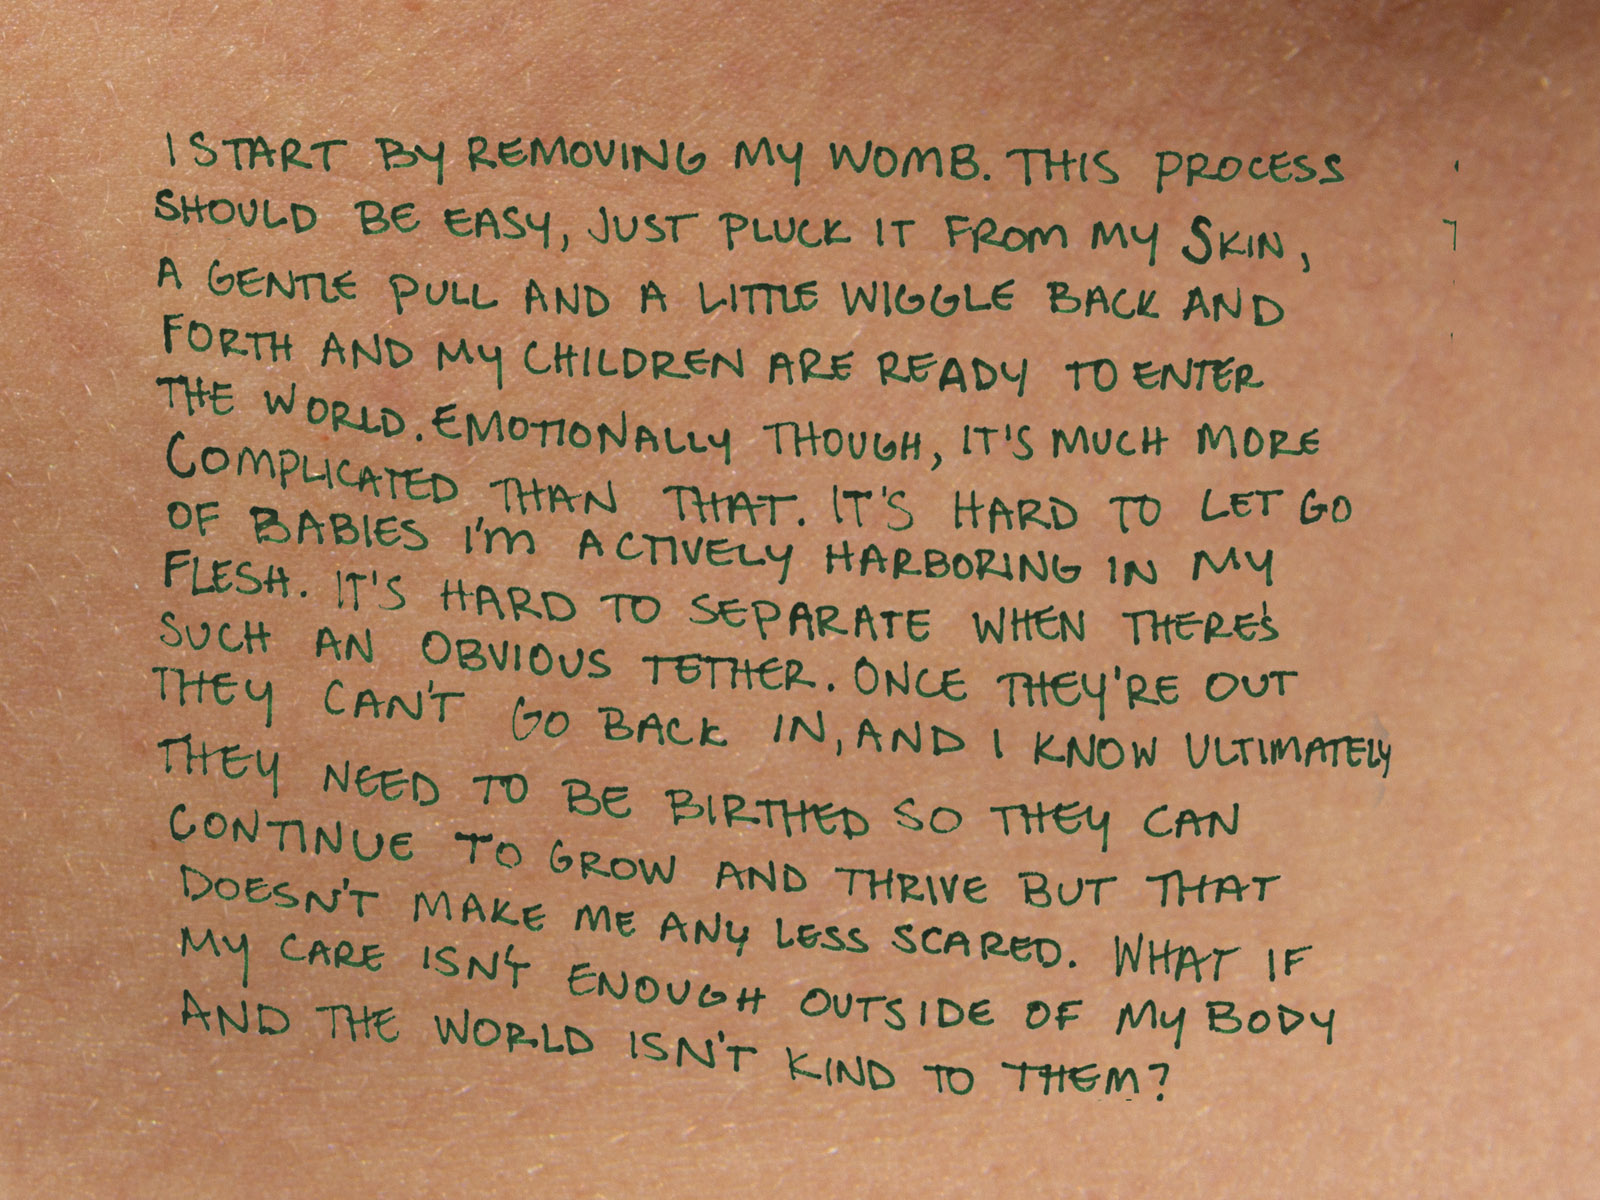 I START BY REMOVING MY WOMB. THIS PROCESS
SHOULD BE EASY, JUST PLUCK IT FROM MY SKIN,
A GENTLE PULL AND A LITTLE WIGGLE BACK AND
FORTH AND MY CHILDREN ARE READY TO ENTER
THE WORLD. EMOTIONALLY THOUGH, IT'S MUCH MORE
COMPLICATED THAN THAT. IT'S HARD TO LET GO
OF BABIES I'M ACTIVELY HARBORING IN MY
FLESH. IT'S HARD TO SEPARATE WHEN THERE'S
SUCH AN OBVIOUS TETHER. ONCE THEY'RE OUT
THEY CAN'T GO BACK IN, AND I KNOW ULTIMATELY
THEY NEED TO BE BIRTHED SO THEY CAN
CONTINUE TO GROW AND THRIVE BUT THAT
DOESN'T MAKE ME ANY LESS SCARED. WHAT IF
MY CARE ISN'T ENOUGH OUTSIDE OF MY BODY
AND THE WORLD ISN'T KIND TO THEM?